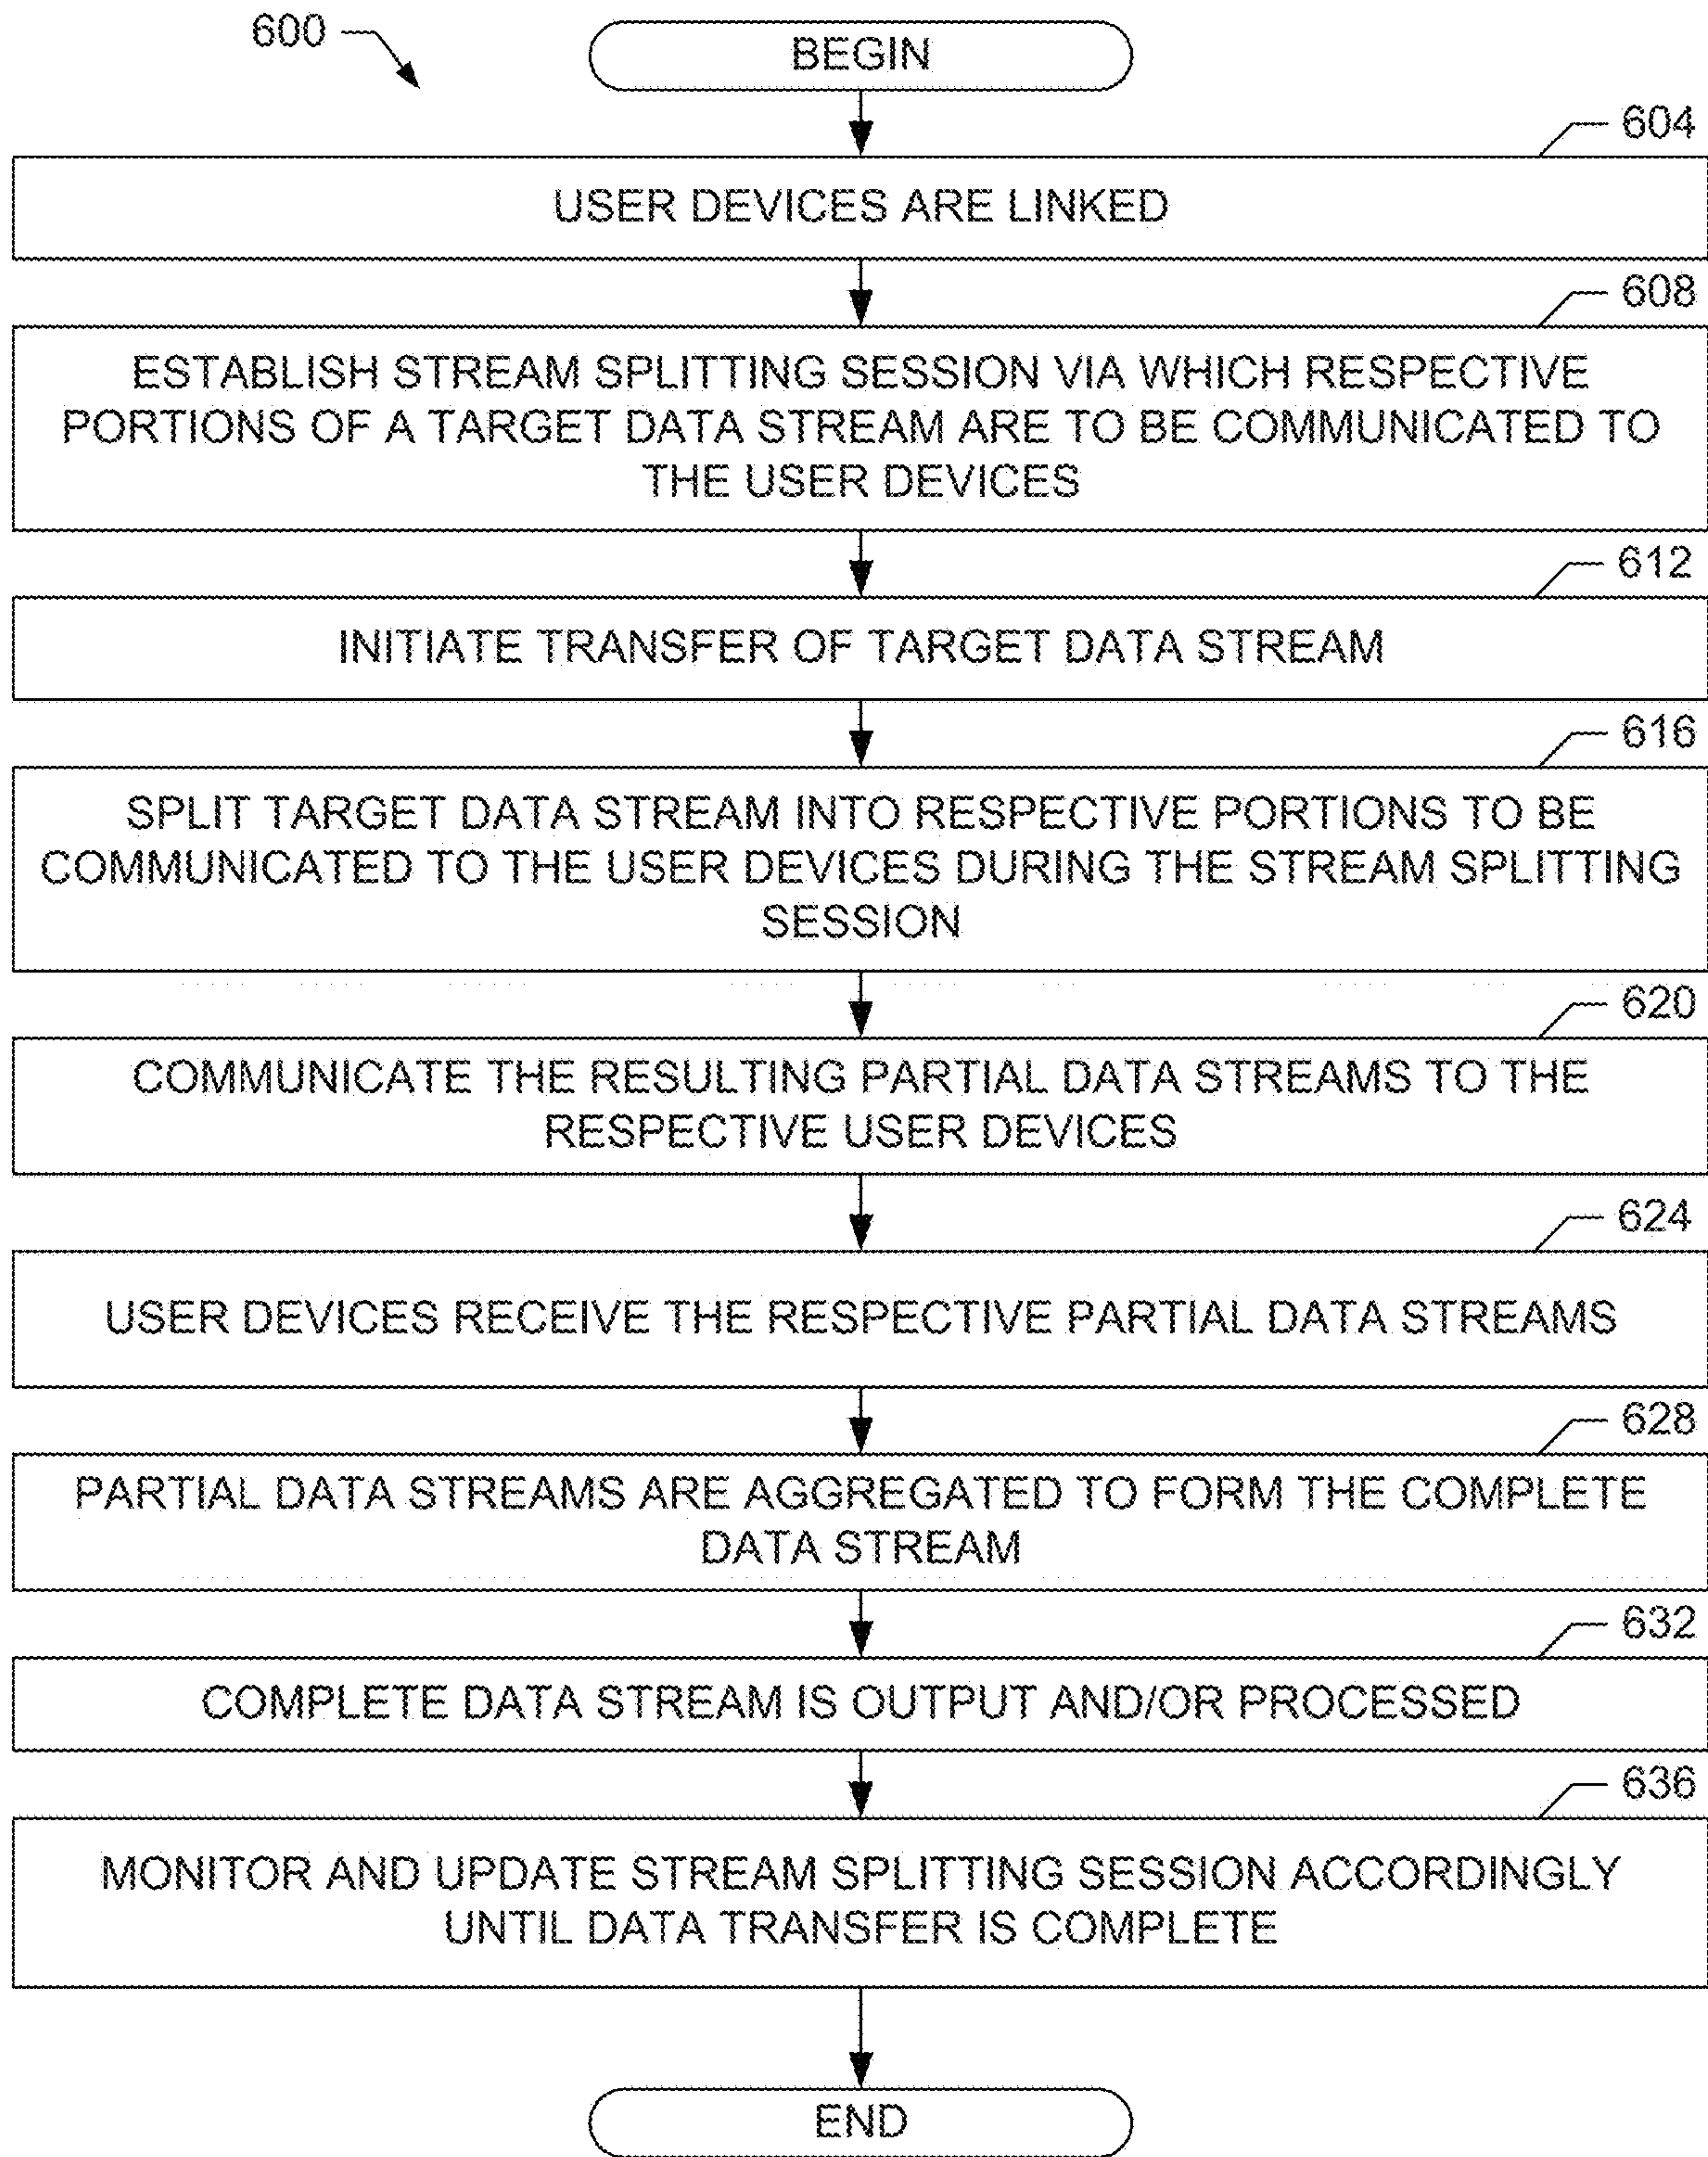 600
BEGIN
604
USER DEVICES ARE LINKED
608
ESTABLISH STREAM SPLITTING SESSION VIA WHICH RESPECTIVE
PORTIONS OF A TARGET DATA STREAM ARE TO BE COMMUNICATED TO
THE USER DEVICES
612
INITIATE TRANSFER OF TARGET DATA STREAM
616
SPLIT TARGET DATA STREAM INTO RESPECTIVE PORTIONS TO BE
COMMUNICATED TO THE USER DEVICES DURING THE STREAM SPLITTING
SESSION
620
COMMUNICATE THE RESULTING PARTIAL DATA STREAMS TO THE
RESPECTIVE USER DEVICES
624
USER DEVICES RECEIVE THE RESPECTIVE PARTIAL DATA STREAMS
628
PARTIAL DATA STREAMS ARE AGGREGATED TO FORM THE COMPLETE
DATA STREAM
632
COMPLETE DATA STREAM IS OUTPUT AND/OR PROCESSED
636
MONITOR AND UPDATE STREAM SPLITTING SESSION ACCORDINGLY
UNTIL DATA TRANSFER IS COMPLETE
END